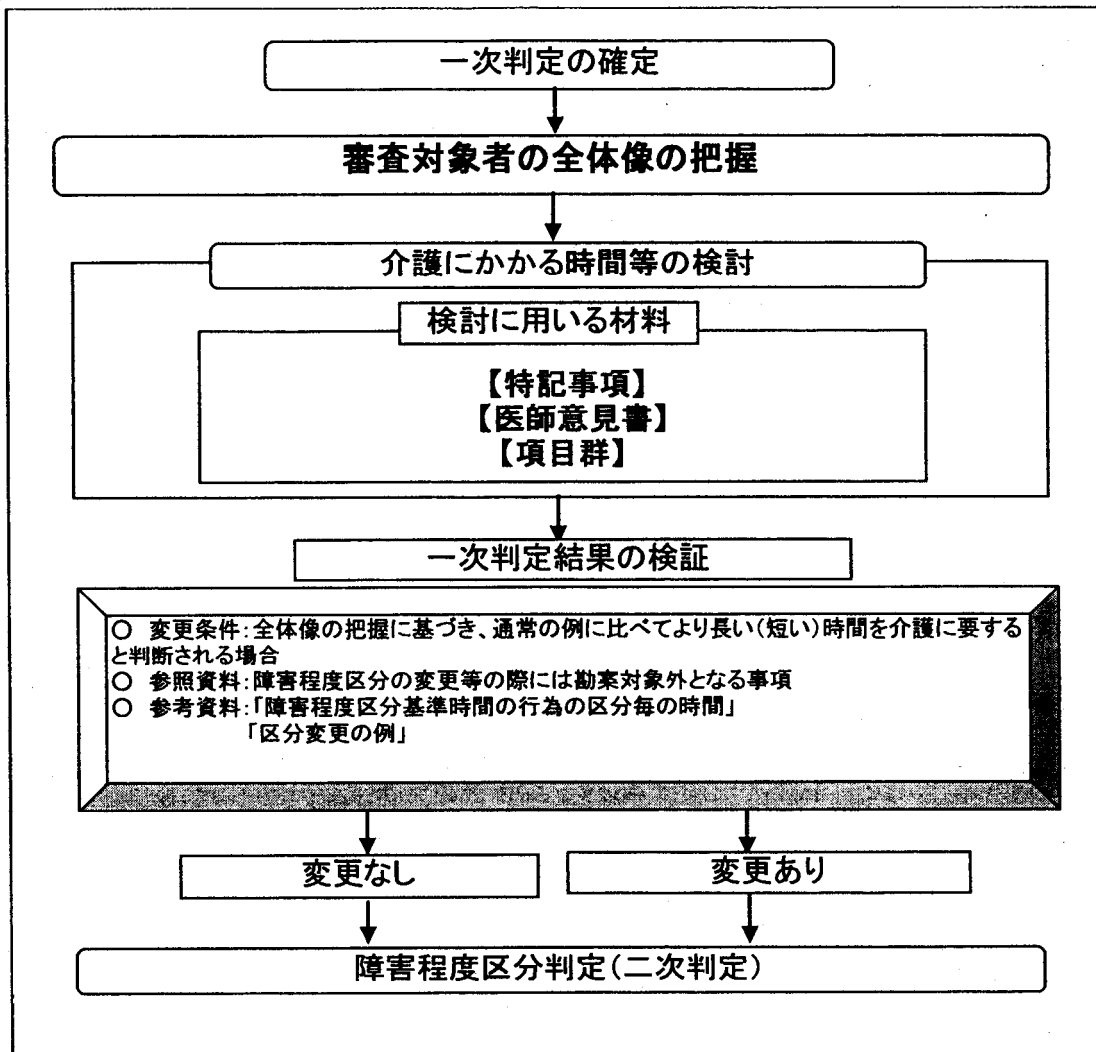 一次判定の確定
審査対象者の全体像の把握
介護にかかる時間等の検討
検討に用いる材料
【特記事項】
【医師意見書】
【項目群】
一次判定結果の検証
○ 変更条件:全体像の把握に基づき、通常の例に比べてより長い(短い)時間を介護に要する
と判断される場合
○ 参照資料:障害程度区分の変更等の際には勘案対象外となる事項
○ 参考資料:「障害程度区分基準時間の行為の区分毎の時間」
「区分変更の例」
変更なし
変更あり
障害程度区分判定(二次判定)